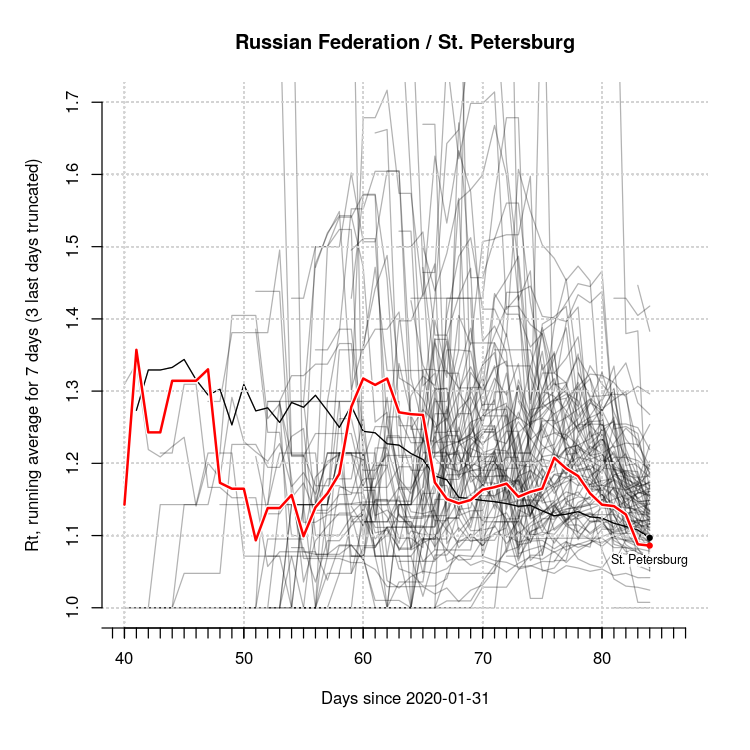 Russian Federation / St. Petersburg
Rt, running average for 7 days (3 last days truncated)
1.7
1.6
1.5
1.4
1.3
1.2
1.1
1.0
St. Petersburg
40 50 60 70 80
Days since 2020-01-31